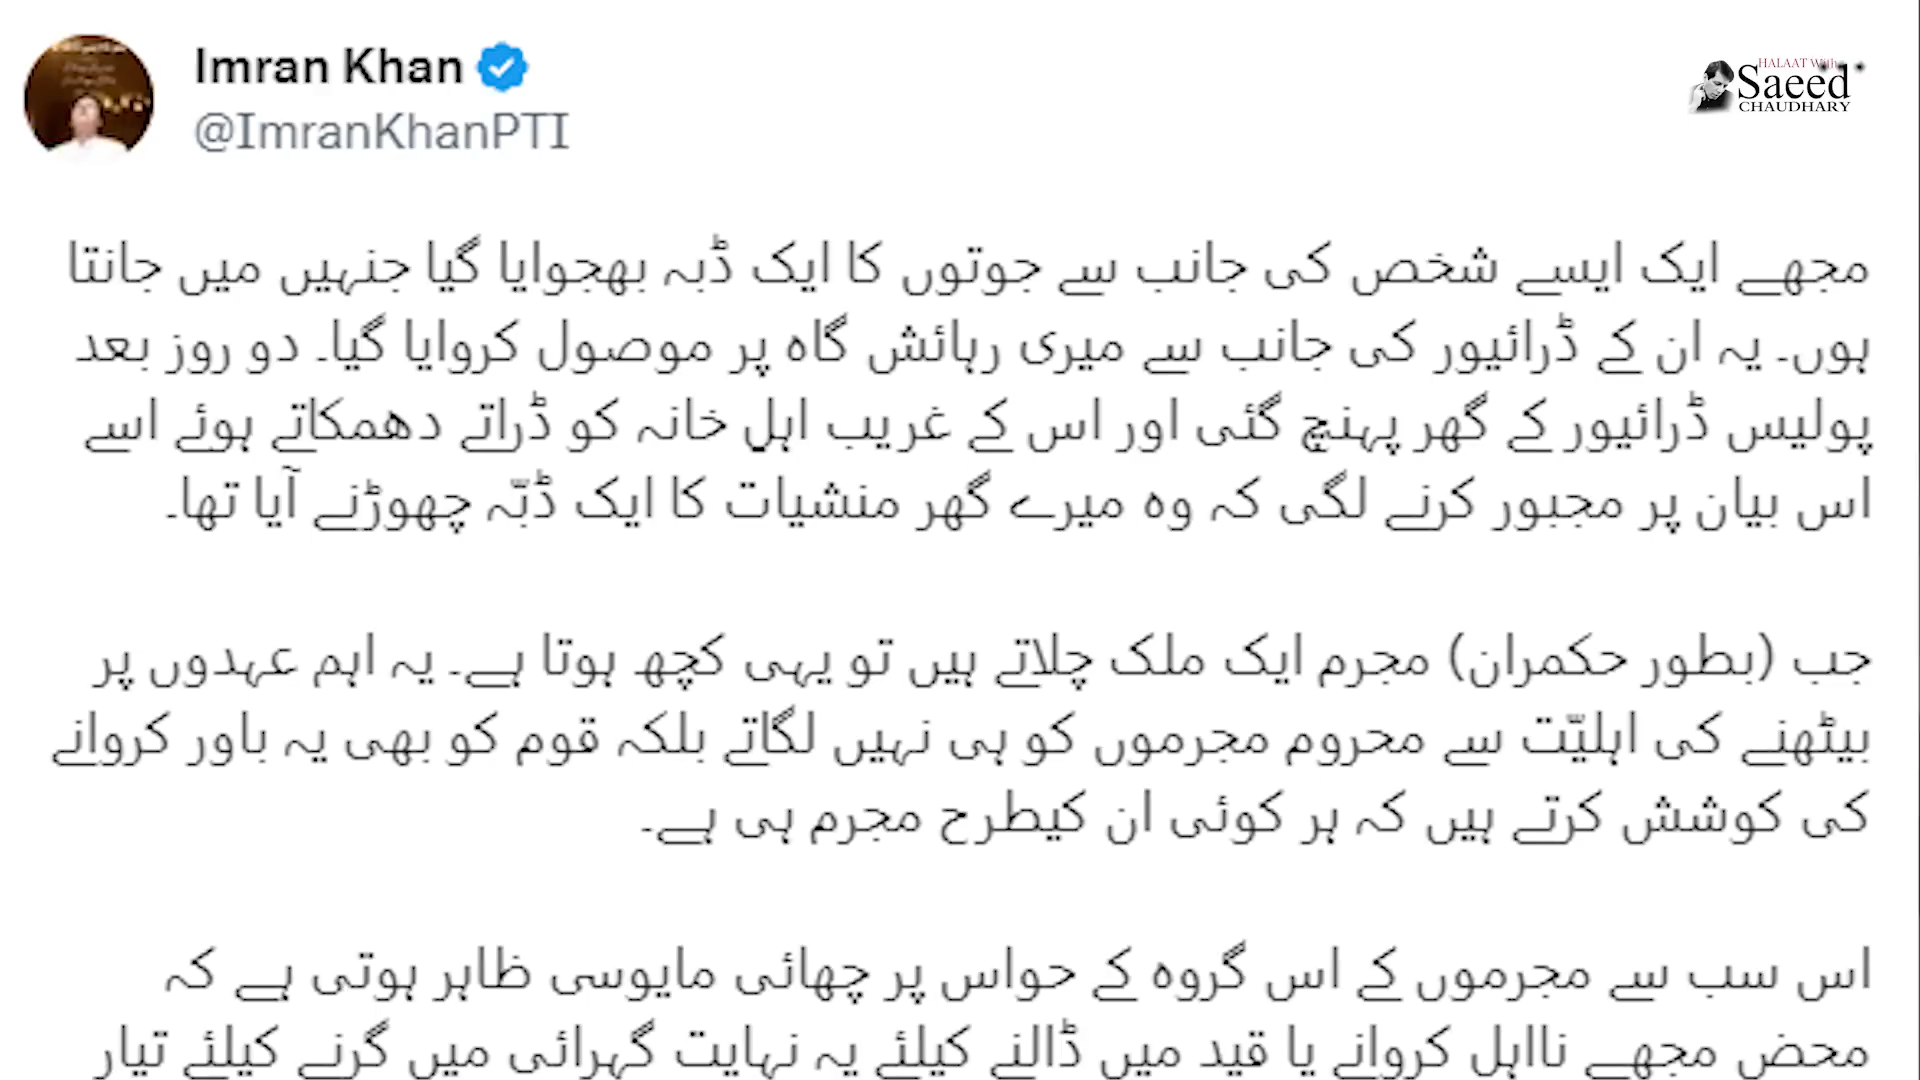 Imran Khan
@ImranKhanPTI
HALAAT With
Saeed
CHAUDHARY
مجھے ایک ایسے شخص کی جانب سے جوتوں کا ایک ڈبہ بھجوایا گیا جنہیں میں جانتا
ہوں۔ یہ ان کے ڈرائیور کی جانب سے میری رہائش گاہ پر موصول کروایا گیا۔ دو روز بعد
پولیس ڈرائیور کے گھر پہنچ گئی اور اس کے غریب اہلِ خانہ کو ڈراتے دھمکاتے ہوئے اسے
اس بیان پر مجبور کرنے لگی کہ وہ میرے گھر منشیات کا ایک ڈبّہ چھوڑنے آیا تھا۔
جب (بطور حکمران) مجرم ایک ملک چلاتے ہیں تو یہی کچھ ہوتا ہے۔ یہ اہم عہدوں پر
بیٹھنے کی اہلیّت سے محروم مجرموں کو ہی نہیں لگاتے بلکہ قوم کو بھی یہ باور کروانے
کی کوشش کرتے ہیں کہ ہر کوئی ان کیطرح مجرم ہی ہے۔
اس سب سے مجرموں کے اس گروہ کے حواس پر چھائی مایوسی ظاہر ہوتی ہے کہ
محض مجھے نااہل کروانے یا قید میں ڈالنے کیلئے یہ نہایت گہرائی میں گرنے کیلئے تیار